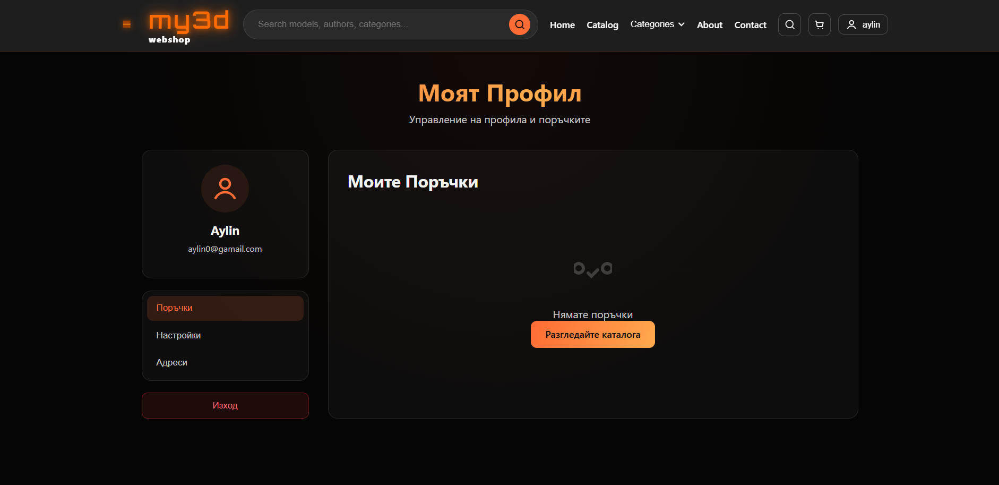 my3d
webshop
Search models, authors, categories...
Home
Catalog
Categories
About
Contact
aylin
Моят Профил
Управление на профила и поръчките
Aylin
aylin0@gamail.com
Поръчки
Настройки
Адреси
Изход
Моите Поръчки
Нямате поръчки
Разгледайте каталога